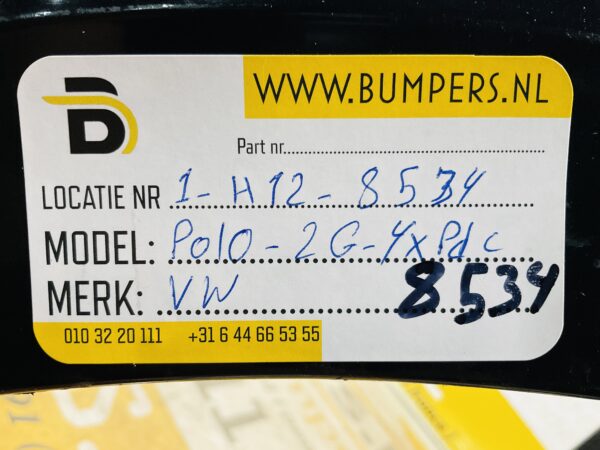 WWW.BUMPERS.NL
B
Part nr.
LOCATIE NR 1-H12-8534
MODEL: Polo-2G-4xPdc
MERK: VW
8534
010 32 20 111 +31 6 44 66 53 55